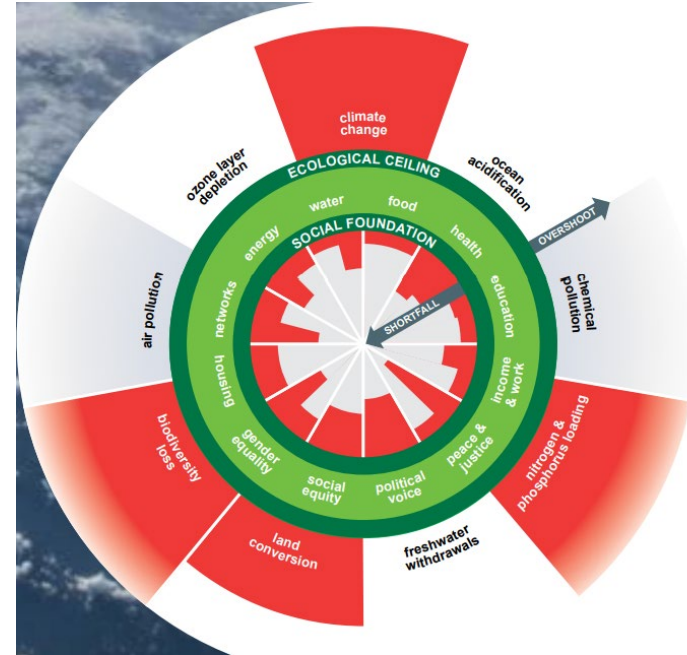 climate
change
ozone layer
depletion
ocean
acidification
ECOLOGICAL CEILING
water
food
energy
health
SOCIAL FOUNDATION
OVERSHOOT
SHORTFALL
air pollution
networks
education
chemical
pollution
housing
income
& work
biodiversity
loss
gender
equality
peace &
justice
nitrogen &
phosphorus loading
social
equity
political
voice
land
conversion
freshwater
withdrawals